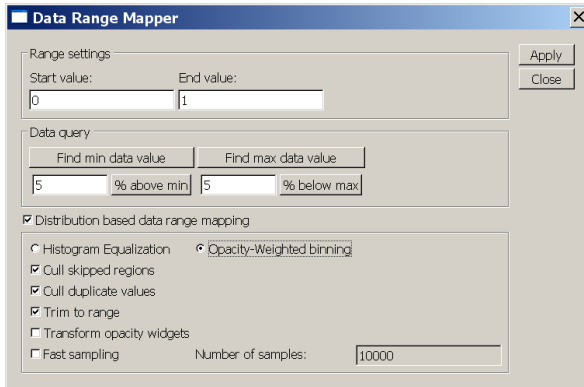 Data Range Mapper
Range settings
Apply
Start value: End value:
Close
0 1
Data query
Find min data value Find max data value
5 % above min 5 % below max
Distribution based data range mapping
Histogram Equalization Opacity-Weighted binning
Cull skipped regions
Cull duplicate values
Trim to range
Transform opacity widgets
Fast sampling Number of samples: 10000